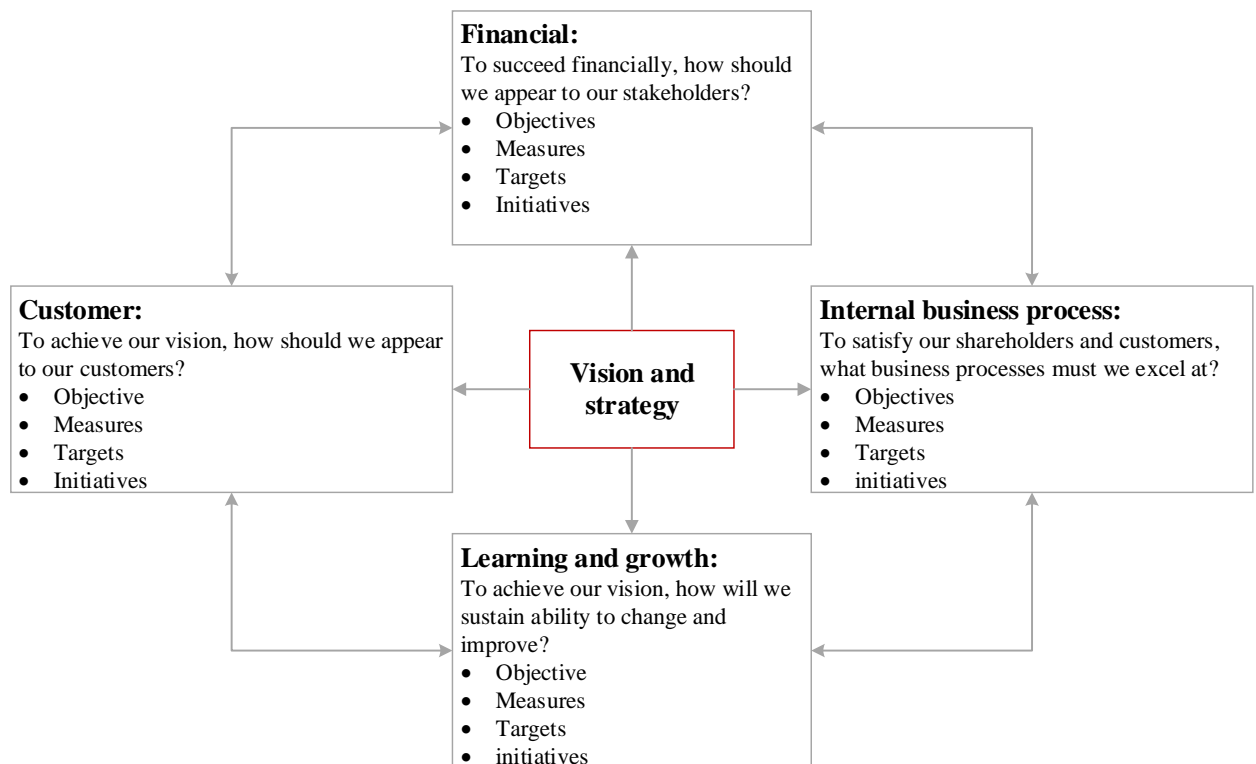 Financial:
To succeed financially, how should
we appear to our stakeholders?
• Objectives
• Measures
• Targets
• Initiatives
Customer:
To achieve our vision, how should we appear
to our customers?
• Objective
• Measures
• Targets
• Initiatives
Vision and
strategy
Internal business process:
To satisfy our shareholders and customers,
what business processes must we excel at?
• Objectives
• Measures
• Targets
• initiatives
Learning and growth:
To achieve our vision, how will we
sustain ability to change and
improve?
• Objective
• Measures
• Targets
• initiatives